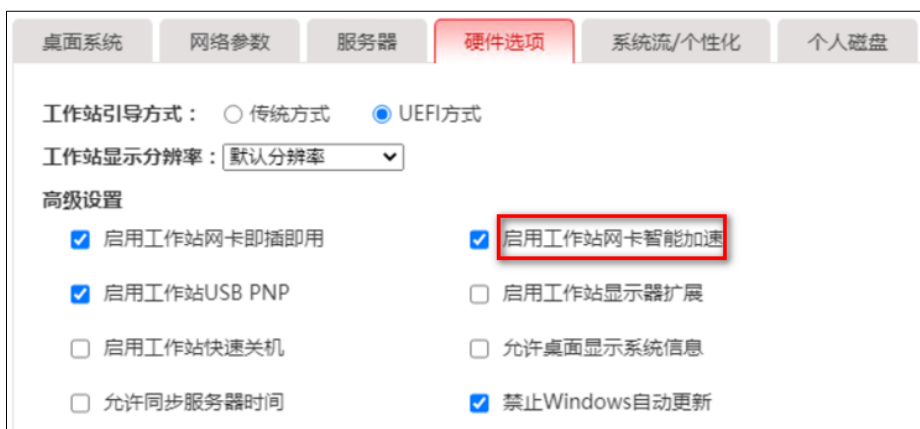 桌面系统 网络参数 服务器 硬件选项 系统流/个性化 个人磁盘
工作站引导方式： 传统方式 UEFI方式
工作站显示分辨率：默认分辨率
高级设置
启用工作站网卡即插即用 启用工作站网卡智能加速
启用工作站USB PNP 启用工作站显示器扩展
启用工作站快速关机 允许桌面显示系统信息
允许同步服务器时间 禁止Windows自动更新